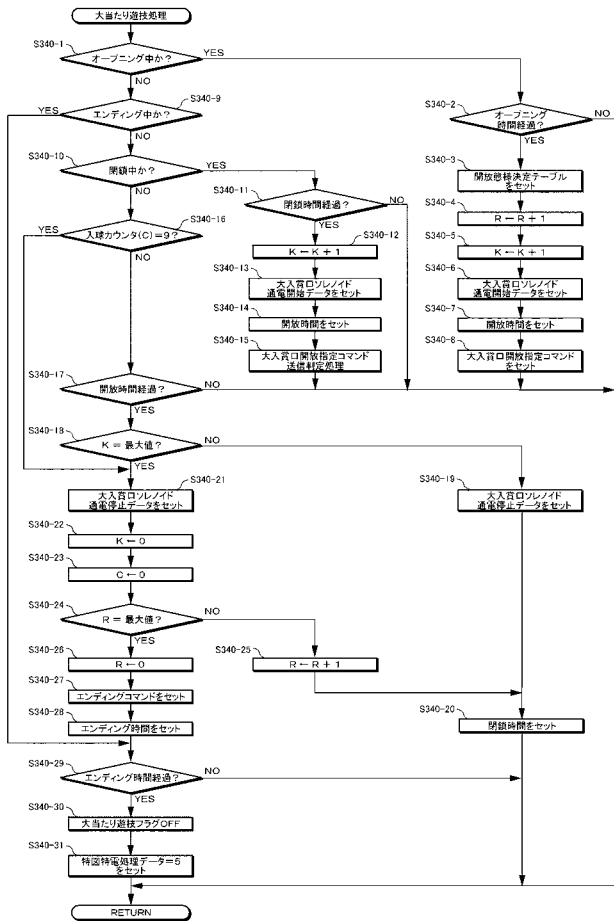 大当たり遊技処理
S340-1
オープニング中か?
YES
NO
S340-9
エンディング中か?
YES
NO
S340-2
オープニング
時間経過?
NO
YES
S340-10
閉鎖中か?
YES
NO
S340-3
開放態様決定テーブル
をセット
S340-11
閉鎖時間経過?
NO
YES
S340-4
R←R+1
S340-16
入球カウンタ(C)=9?
YES
NO
S340-12
K←K+1
S340-5
K←K+1
S340-13
大入賞口ソレノイド
通電開始データをセット
S340-6
大入賞口ソレノイド
通電開始データをセット
S340-14
開放時間をセット
S340-7
開放時間をセット
S340-15
大入賞口開放指定コマンド
送信判定処理
S340-8
大入賞口開放指定コマンド
をセット
S340-17
開放時間経過?
NO
YES
S340-18
K=最大値?
NO
YES
S340-21
大入賞口ソレノイド
通電停止データをセット
S340-19
大入賞口ソレノイド
通電停止データをセット
S340-22
K←0
S340-23
C←0
S340-24
R=最大値?
NO
YES
S340-26
R←0
S340-25
R←R+1
S340-27
エンディングコマンドをセット
S340-28
エンディング時間をセット
S340-20
閉鎖時間をセット
S340-29
エンディング時間経過?
NO
YES
S340-30
大当たり遊技フラグOFF
S340-31
特図特電処理データ=5
をセット
RETURN